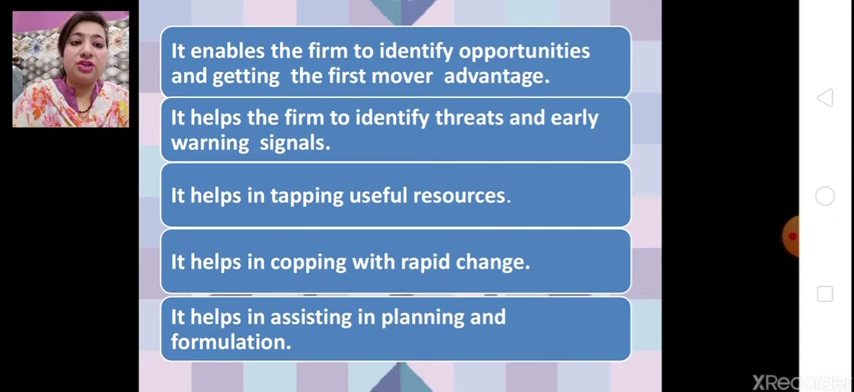 It enables the firm to identify opportunities
and getting the first mover advantage.
It helps the firm to identify threats and early
warning signals.
It helps in tapping useful resources.
It helps in copping with rapid change.
It helps in assisting in planning and
formulation.
XRecorder